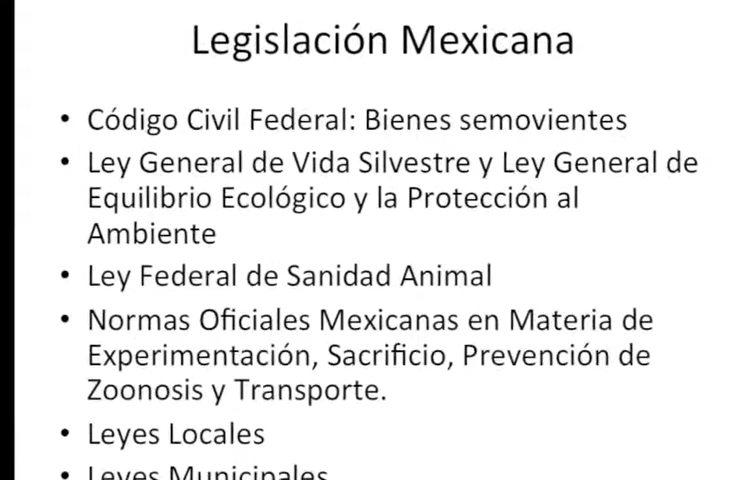 Legislación Mexicana
• Código Civil Federal: Bienes semovientes
• Ley General de Vida Silvestre y Ley General de
Equilibrio Ecológico y la Protección al
Ambiente
• Ley Federal de Sanidad Animal
• Normas Oficiales Mexicanas en Materia de
Experimentación, Sacrificio, Prevención de
Zoonosis y Transporte.
• Leyes Locales
• Leyes Municipales